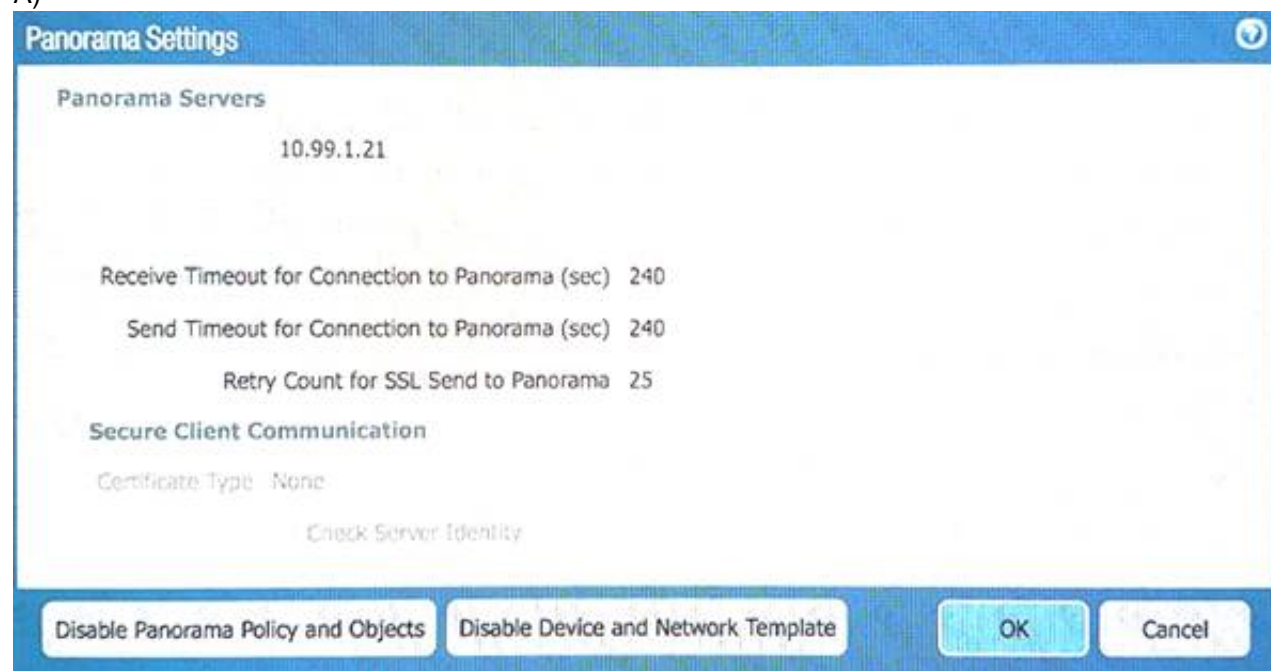 A)
Panorama Settings
Panorama Servers
10.99.1.21
Receive Timeout for Connection to Panorama (sec) 240
Send Timeout for Connection to Panorama (sec) 240
Retry Count for SSL Send to Panorama 25
Secure Client Communication
Certificate Type None
Check Server Identity
Disable Panorama Policy and Objects Disable Device and Network Template OK Cancel